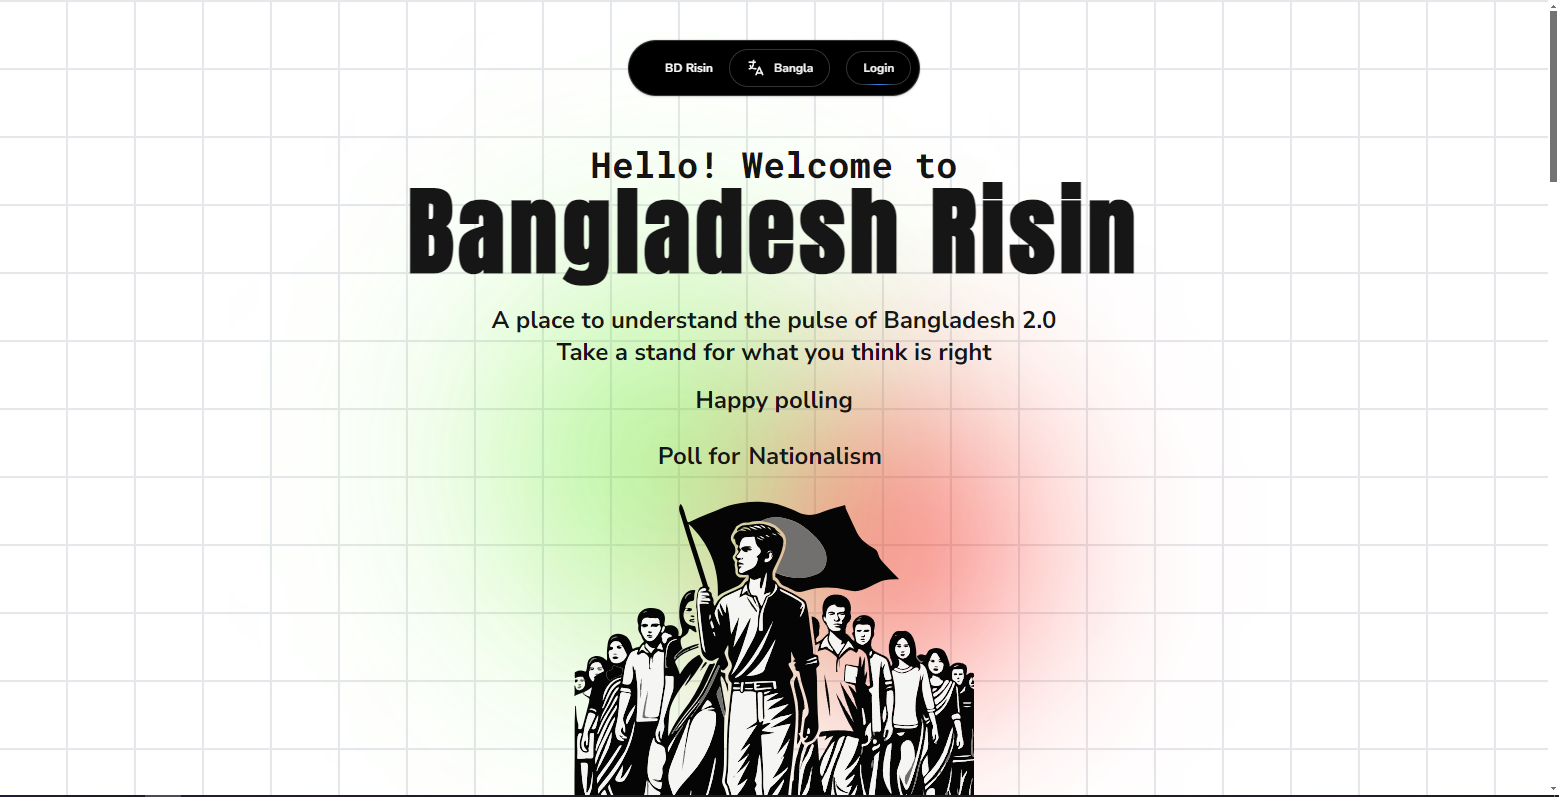 BD Risin
Bangla
Login
Hello! Welcome to
Bangladesh Risin
A place to understand the pulse of Bangladesh 2.0
Take a stand for what you think is right
Happy polling
Poll for Nationalism